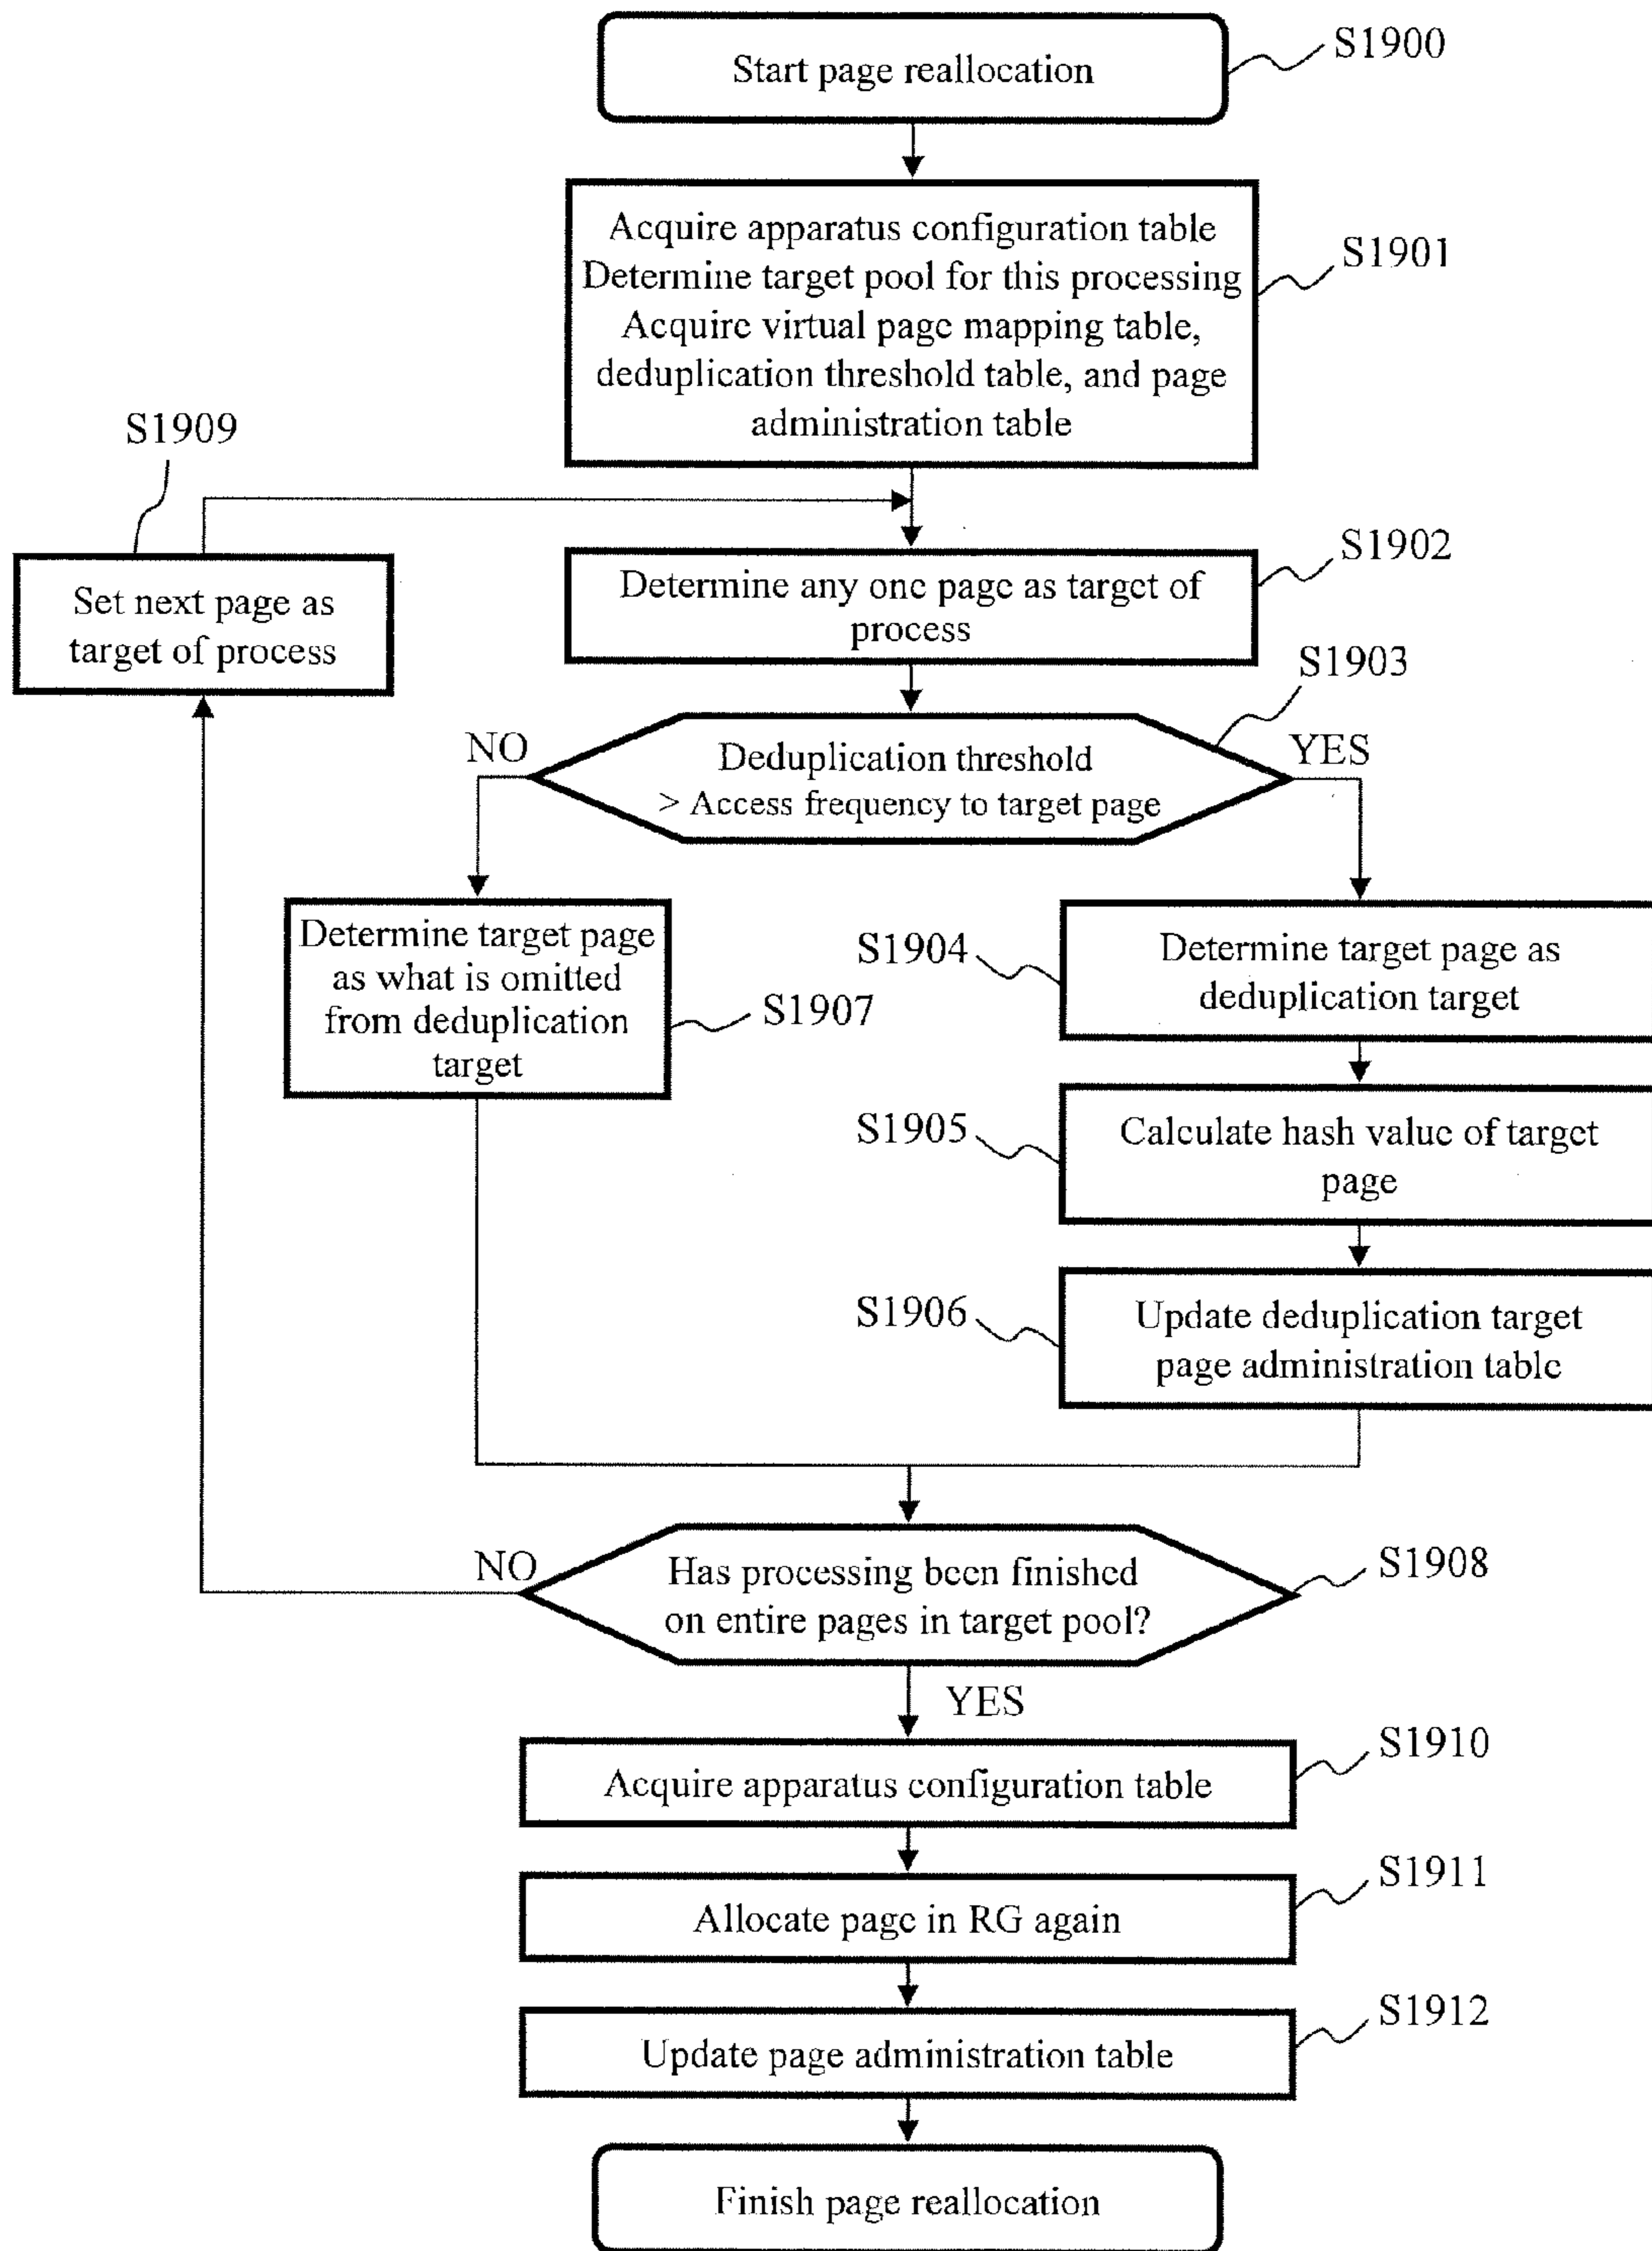 Start page reallocation
S1900
Acquire apparatus configuration table
Determine target pool for this processing
Acquire virtual page mapping table,
deduplication threshold table, and page
administration table
S1901
S1909
Set next page as
target of process
Determine any one page as target of
process
S1902
S1903
NO
Deduplication threshold
> Access frequency to target page
YES
Determine target page
as what is omitted
from deduplication
target
S1907
S1904
Determine target page as
deduplication target
S1905
Calculate hash value of target
page
S1906
Update deduplication target
page administration table
NO
Has processing been finished
on entire pages in target pool?
S1908
YES
Acquire apparatus configuration table
S1910
Allocate page in RG again
S1911
Update page administration table
S1912
Finish page reallocation